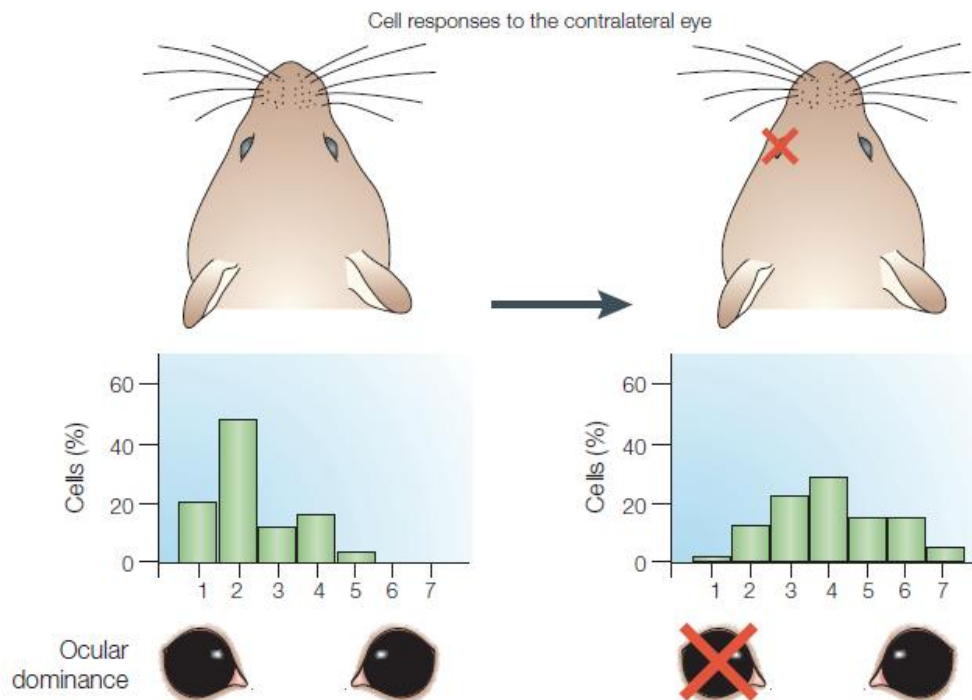 Cell responses to the contralateral eye
60
40
20
0
Cells (%)
1 2 3 4 5 6 7
60
40
20
0
Cells (%)
1 2 3 4 5 6 7
Ocular
dominance